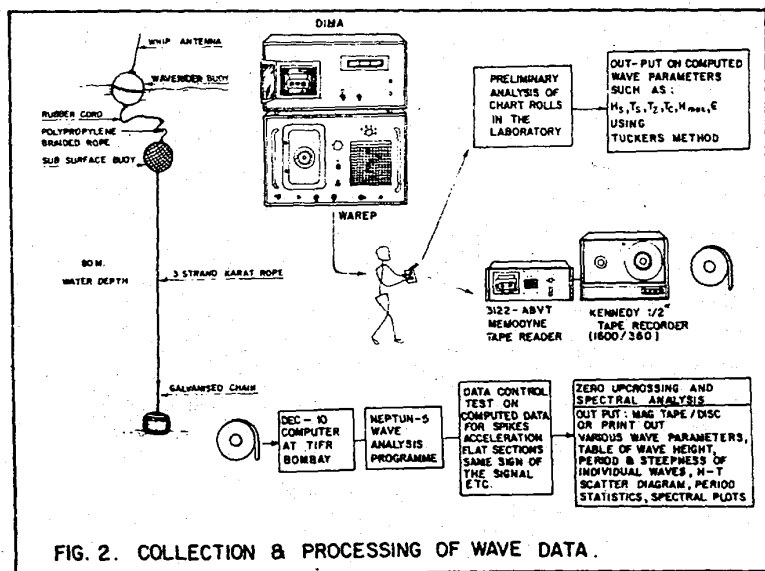 WHIP ANTENNA
WAVERIDER BUOY
RUBBER CORD
POLYPROPYLENE
BRAIDED ROPE
SUB SURFACE BUOY
80 M.
WATER DEPTH
3 STRAND KARAT ROPE
GALVANISED CHAIN
DIWA
WAREP
PRELIMINARY
ANALYSIS OF
CHART ROLLS
IN THE
LABORATORY
OUT-PUT ON COMPUTED
WAVE PARAMETERS
SUCH AS:
Hs, Ts, Tz, Tc, Hmax, Є
USING
TUCKERS METHOD
3122-ABVT
MEMODYNE
TAPE READER
KENNEDY 1/2"
TAPE RECORDER
(1600/360)
DEC-10
COMPUTER
AT TIFR
BOMBAY
NEPTUN-5
WAVE
ANALYSIS
PROGRAMME
DATA CONTROL
TEST ON
COMPUTED DATA
FOR SPIKES
ACCELERATION
FLAT SECTIONS
SAME SIGN OF
THE SIGNAL
ETC.
ZERO UPCROSSING AND
SPECTRAL ANALYSIS
OUT PUT: MAG TAPE/DISC
OR PRINT OUT
VARIOUS WAVE PARAMETERS,
TABLE OF WAVE HEIGHT,
PERIOD & STEEPNESS OF
INDIVIDUAL WAVES, H-T
SCATTER DIAGRAM, PERIOD
STATISTICS, SPECTRAL PLOTS
FIG. 2. COLLECTION & PROCESSING OF WAVE DATA.